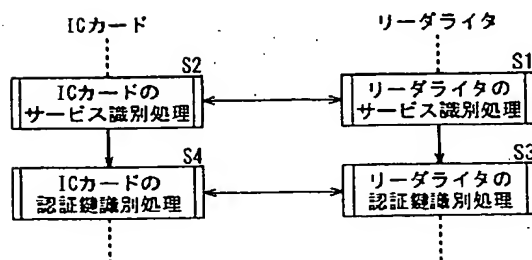 ICカード
リーダライタ
S2
ICカードの
サービス識別処理
S1
リーダライタの
サービス識別処理
S4
ICカードの
認証鍵識別処理
S3
リーダライタの
認証鍵識別処理